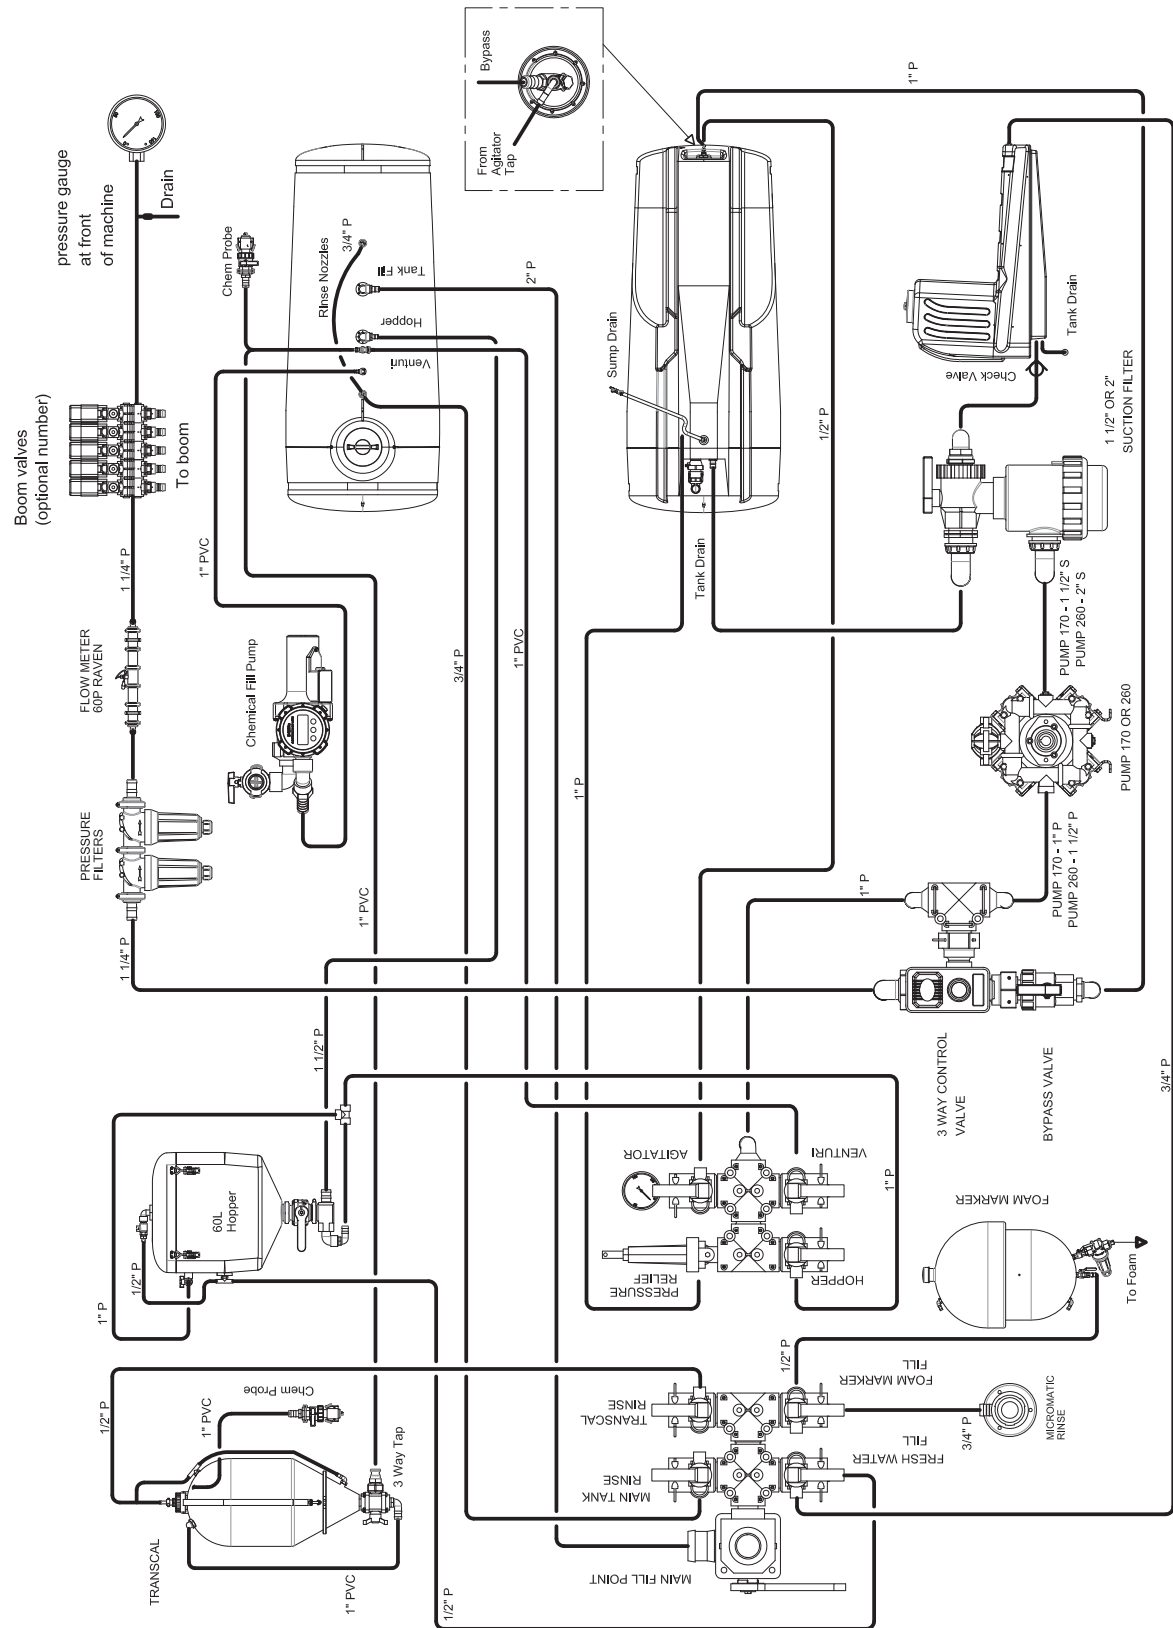 Bypass
From
Agitator
Tap
1" P
pressure gauge
at front
of machine
Drain
Chem Probe
Rinse Nozzles
3/4" P
Tank Fill
2" P
Hopper
Venturi
Sump Drain
1/2" P
Tank Drain
Check Valve
1 1/2" OR 2"
SUCTION FILTER
Boom valves
(optional number)
To boom
1 1/4" P
1" PVC
Tank Drain
PUMP 170 - 1 1/2" S
PUMP 260 - 2" S
FLOW METER
60P RAVEN
Chemical Fill Pump
3/4" P
1" PVC
1" P
PUMP 170 OR 260
PRESSURE
FILTERS
1" PVC
1" P
PUMP 170 - 1" P
PUMP 260 - 1 1/2" P
1 1/4" P
1 1/2" P
3 WAY CONTROL
VALVE
BYPASS VALVE
3/4" P
60L
Hopper
1/2" P
1" P
AGITATOR
VENTURI
1" P
PRESSURE
RELIEF
HOPPER
FOAM MARKER
To Foam
1/2" P
1" PVC
Chem Probe
TRANSCAL
RINSE
1/2" P
FOAM MARKER
FILL
3/4" P
MICROMATIC
RINSE
3 Way Tap
MAIN TANK
RINSE
FRESH WATER
FILL
TRANSCAL
1" PVC
1/2" P
MAIN FILL POINT